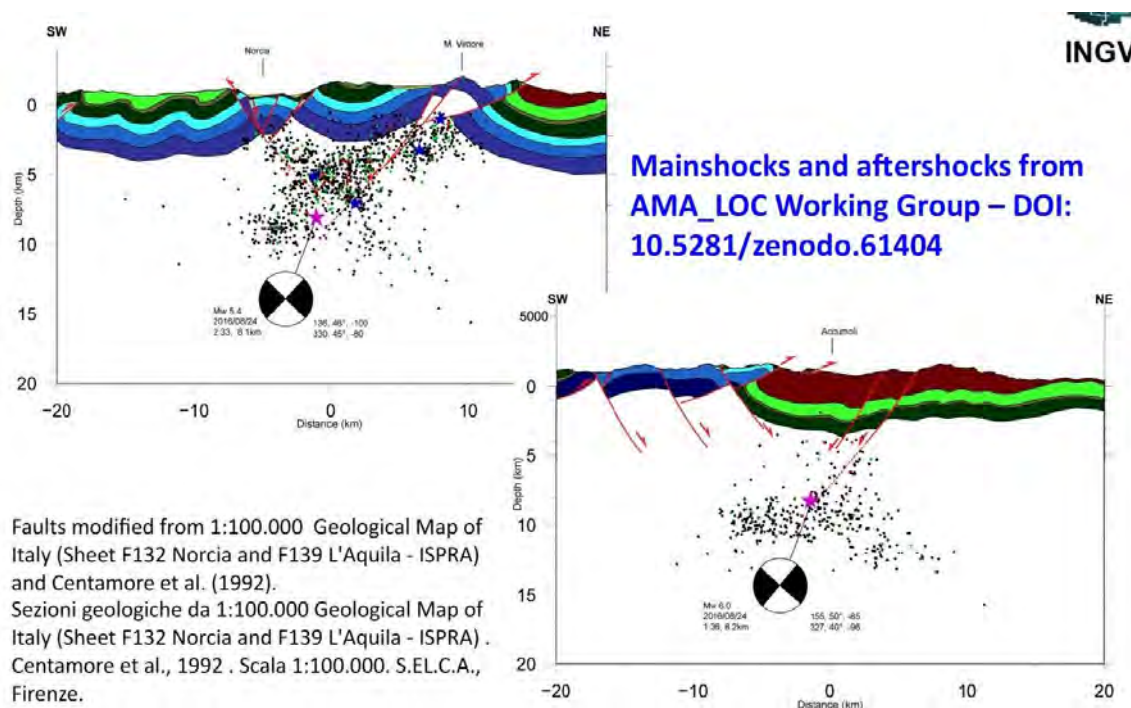 SW
NE
INGV
Norcia
M. Vettore
0
5
10
15
20
Depth (km)
Mw 5.4
2016/08/24
2:33, 8.1km
136, 46°, -100
330, 45°, -80
-20
-10
0
10
Distance (km)
Mainshocks and aftershocks from
AMA_LOC Working Group – DOI:
10.5281/zenodo.61404
SW
NE
Accumoli
5000
0
5
10
15
20
Depth (km)
Mw 6.0
2016/08/24
1:36, 8.2km
155, 50°, -85
327, 40°, -96
-20
-10
0
10
20
Distance (km)
Faults modified from 1:100.000 Geological Map of
Italy (Sheet F132 Norcia and F139 L'Aquila - ISPRA)
and Centamore et al. (1992).
Sezioni geologiche da 1:100.000 Geological Map of
Italy (Sheet F132 Norcia and F139 L'Aquila - ISPRA) .
Centamore et al., 1992 . Scala 1:100.000. S.EL.C.A.,
Firenze.